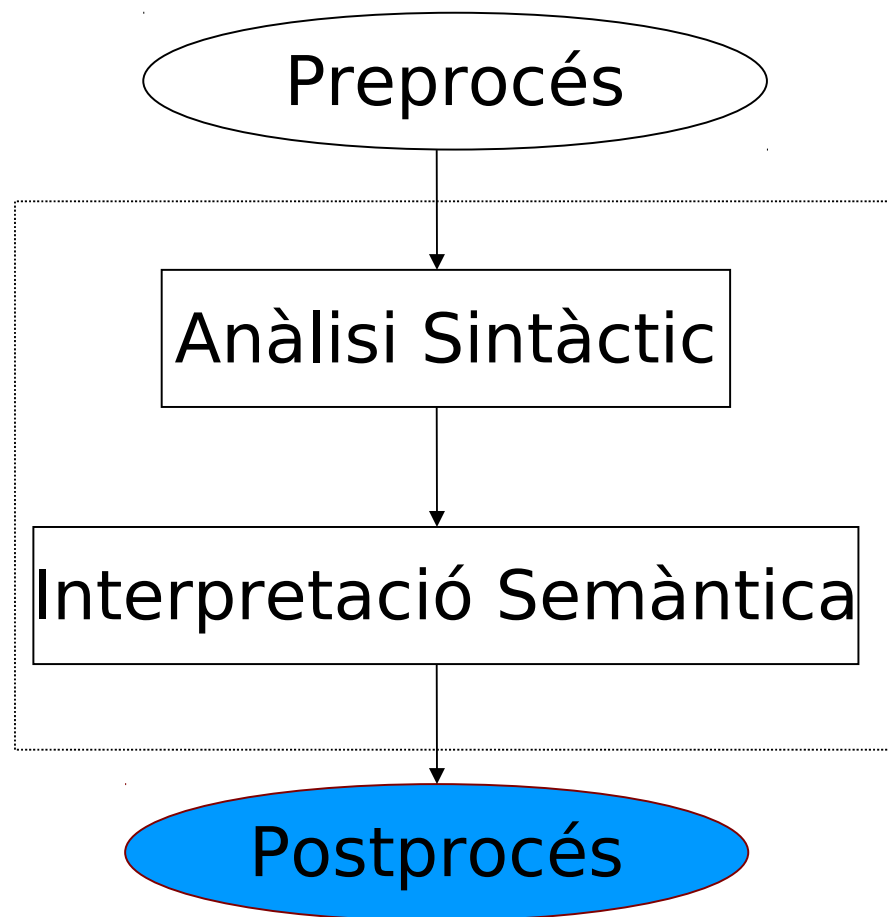 Preprocés
Anàlisi Sintàctic
Interpretació Semàntica
Postprocés